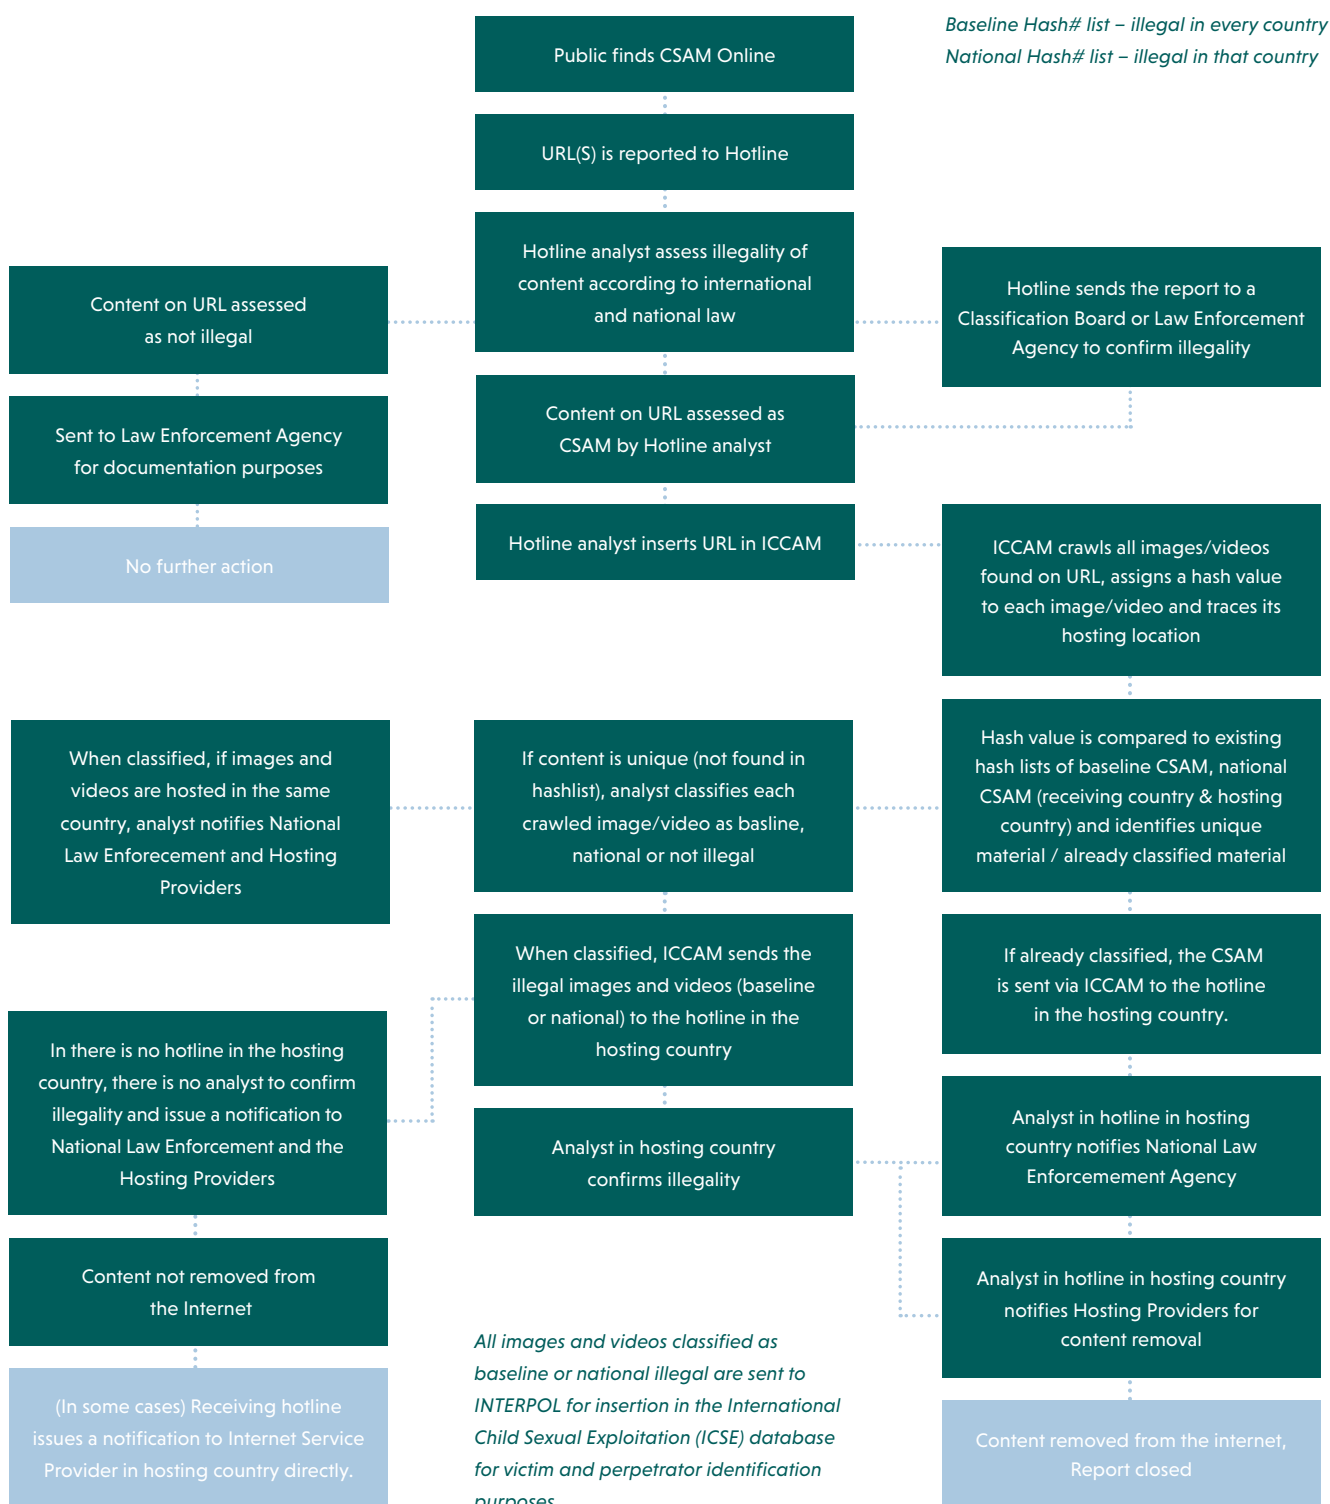 Baseline Hash# list – illegal in every country
National Hash# list – illegal in that country
Public finds CSAM Online
URL(S) is reported to Hotline
Hotline analyst assess illegality of
content according to international
and national law
Content on URL assessed
as not illegal
Hotline sends the report to a
Classification Board or Law Enforcement
Agency to confirm illegality
Sent to Law Enforcement Agency
for documentation purposes
Content on URL assessed as
CSAM by Hotline analyst
No further action
Hotline analyst inserts URL in ICCAM
ICCAM crawls all images/videos
found on URL, assigns a hash value
to each image/video and traces its
hosting location
When classified, if images and
videos are hosted in the same
country, analyst notifies National
Law Enforecement and Hosting
Providers
If content is unique (not found in
hashlist), analyst classifies each
crawled image/video as basline,
national or not illegal
Hash value is compared to existing
hash lists of baseline CSAM, national
CSAM (receiving country & hosting
country) and identifies unique
material / already classified material
When classified, ICCAM sends the
illegal images and videos (baseline
or national) to the hotline in the
hosting country
If already classified, the CSAM
is sent via ICCAM to the hotline
in the hosting country.
In there is no hotline in the hosting
country, there is no analyst to confirm
illegality and issue a notification to
National Law Enforcement and the
Hosting Providers
Analyst in hosting country
confirms illegality
Analyst in hotline in hosting
country notifies National Law
Enforcemement Agency
Content not removed from
the Internet
Analyst in hotline in hosting country
notifies Hosting Providers for
content removal
(In some cases) Receiving hotline
issues a notification to Internet Service
Provider in hosting country directly.
All images and videos classified as
baseline or national illegal are sent to
INTERPOL for insertion in the International
Child Sexual Exploitation (ICSE) database
for victim and perpetrator identification
purposes
Content removed from the internet,
Report closed